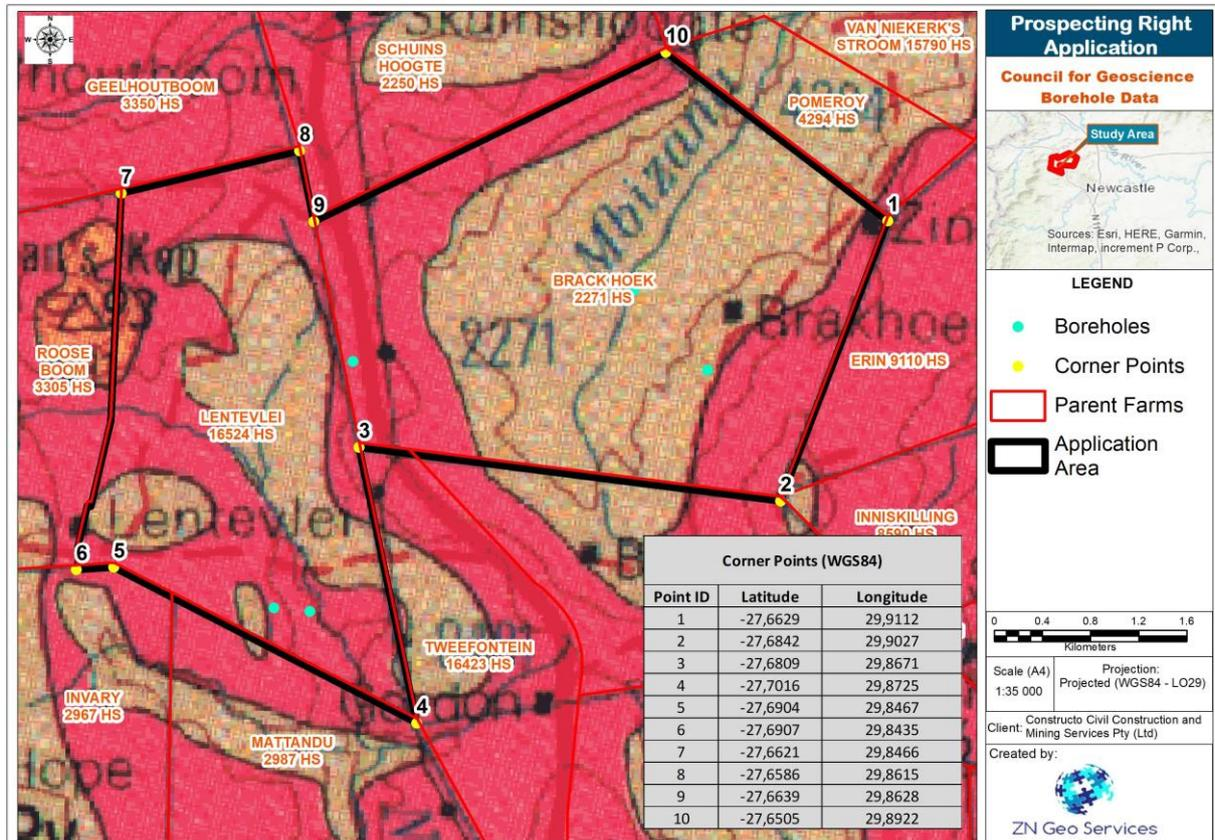 N
W
E
S
GEELHOUTBOOM
3350 HS
SCHUINS
HOOGTE
2250 HS
VAN NIEKERK'S
STROOM 15790 HS
10
POMEROY
4294 HS
8
7
9
1
Mbizana
BRACK HOEK
2271 HS
2271
Braxhoe
ROOSE
BOOM
3305 HS
ERIN 9110 HS
LENTEVLEI
16524 HS
3
2
Lentevlei
INNISKILLING
8590 HS
6
5
TWEEFONTEIN
16423 HS
INVARY
2967 HS
4
MATTANDU
2987 HS
Corner Points (WGS84)
Point ID Latitude Longitude
1 -27,6629 29,9112
2 -27,6842 29,9027
3 -27,6809 29,8671
4 -27,7016 29,8725
5 -27,6904 29,8467
6 -27,6907 29,8435
7 -27,6621 29,8466
8 -27,6586 29,8615
9 -27,6639 29,8628
10 -27,6505 29,8922
Prospecting Right
Application
Council for Geoscience
Borehole Data
Study Area
Newcastle
Sources: Esri, HERE, Garmin,
Intermap, increment P Corp.,
LEGEND
Boreholes
Corner Points
Parent Farms
Application
Area
0 0.4 0.8 1.2 1.6
Kilometers
Scale (A4)
1:35 000
Projection:
Projected (WGS84 - LO29)
Client: Constructo Civil Construction and
Mining Services Pty (Ltd)
Created by:
ZN Geo Services